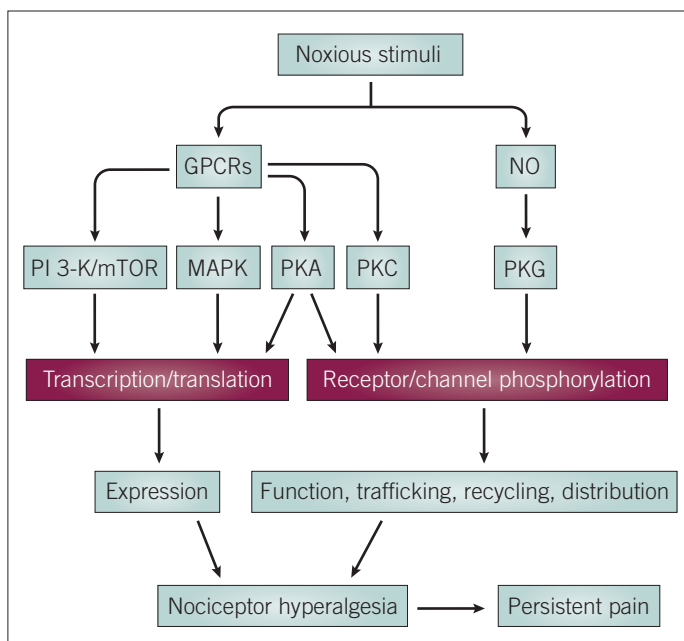 Noxious stimuli
GPCRs
NO
PI 3-K/mTOR
MAPK
PKA
PKC
PKG
Transcription/translation
Receptor/channel phosphorylation
Expression
Function, trafficking, recycling, distribution
Nociceptor hyperalgesia
Persistent pain